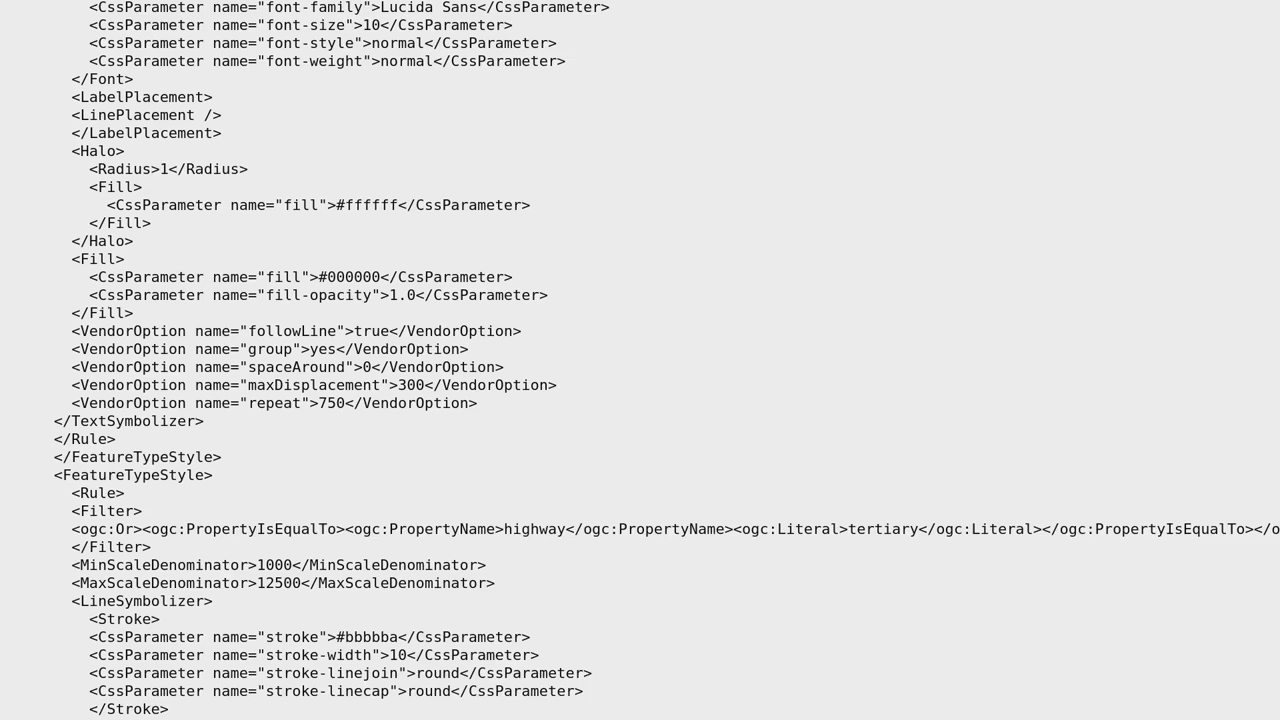 <CssParameter name="font-family">Lucida Sans</CssParameter>
<CssParameter name="font-size">10</CssParameter>
<CssParameter name="font-style">normal</CssParameter>
<CssParameter name="font-weight">normal</CssParameter>
</Font>
<LabelPlacement>
<LinePlacement />
</LabelPlacement>
<Halo>
<Radius>1</Radius>
<Fill>
<CssParameter name="fill">#ffffff</CssParameter>
</Fill>
</Halo>
<Fill>
<CssParameter name="fill">#000000</CssParameter>
<CssParameter name="fill-opacity">1.0</CssParameter>
</Fill>
<VendorOption name="followLine">true</VendorOption>
<VendorOption name="group">yes</VendorOption>
<VendorOption name="spaceAround">0</VendorOption>
<VendorOption name="maxDisplacement">300</VendorOption>
<VendorOption name="repeat">750</VendorOption>
</TextSymbolizer>
</Rule>
</FeatureTypeStyle>
<FeatureTypeStyle>
<Rule>
<Filter>
<ogc:Or><ogc:PropertyIsEqualTo><ogc:PropertyName>highway</ogc:PropertyName><ogc:Literal>tertiary</ogc:Literal></ogc:PropertyIsEqualTo></o
</Filter>
<MinScaleDenominator>1000</MinScaleDenominator>
<MaxScaleDenominator>12500</MaxScaleDenominator>
<LineSymbolizer>
<Stroke>
<CssParameter name="stroke">#bbbbba</CssParameter>
<CssParameter name="stroke-width">10</CssParameter>
<CssParameter name="stroke-linejoin">round</CssParameter>
<CssParameter name="stroke-linecap">round</CssParameter>
</Stroke>